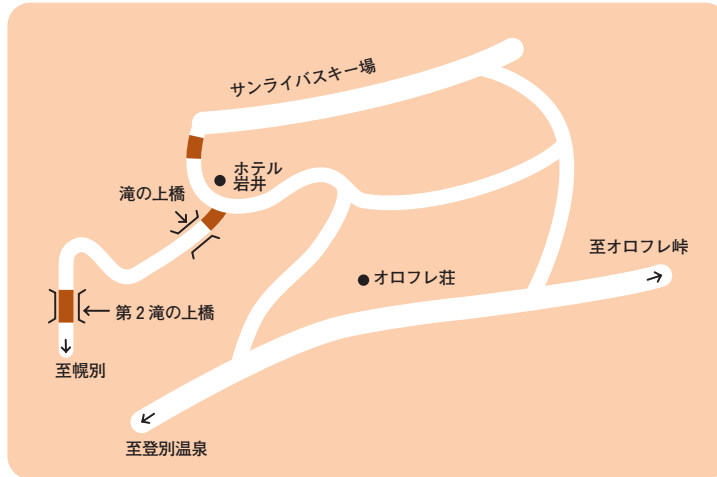 サンライバスキー場
ホテル
岩井
滝の上橋
至オロフレ峠
オロフレ荘
第2滝の上橋
至幌別
至登別温泉